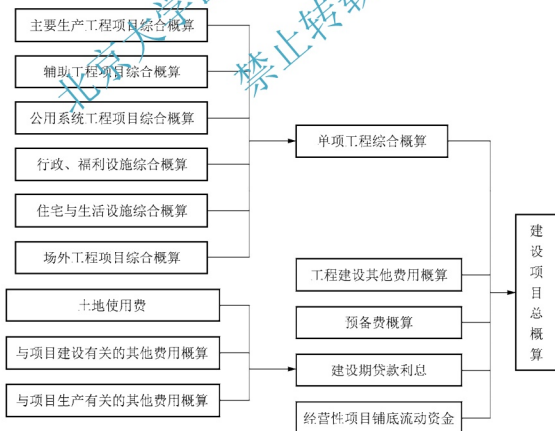 主要生产工程项目综合概算
辅助工程项目综合概算
公用系统工程项目综合概算
行政、福利设施综合概算
住宅与生活设施综合概算
场外工程项目综合概算
土地使用费
与项目建设有关的其他费用概算
与项目生产有关的其他费用概算
单项工程综合概算
工程建设其他费用概算
预备费概算
建设期贷款利息
经营性项目铺底流动资金
建设项目总概算
北京大学
禁止转载